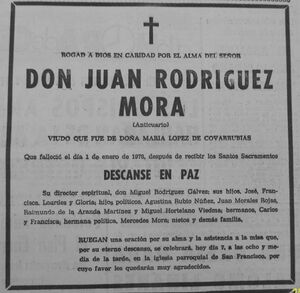 ROGAD A DIOS EN CARIDAD POR EL ALMA DEL SEÑOR
DON JUAN RODRIGUEZ
MORA
(Anticuario)
VIUDO QUE FUE DE DOÑA MARIA LOPEZ DE COVARRUBIAS
Que falleció el día 1 de enero de 1970, después de recibir los Santos Sacramentos
DESCANSE EN PAZ
Su director espiritual, don Miguel Rodríguez Gálvez; sus hijos, José, Fran-
cisca, Lourdes y Gloria; hijos políticos, Agustina Rubio Núñez, Juan Morales Rojas,
Raimundo de la Aranda Martínez y Miguel Hortelano Viedma; hermanos, Carlos
y Francisca; hermana política, Mercedes Mora; nietos y demás familia,
RUEGAN una oración por su alma y la asistencia a la misa que,
por su eterno descanso, se celebrará, hoy día 7, a las ocho y me-
dia de la tarde, en la iglesia parroquial de San Francisco, por
cuyo favor les quedarán muy agradecidos.